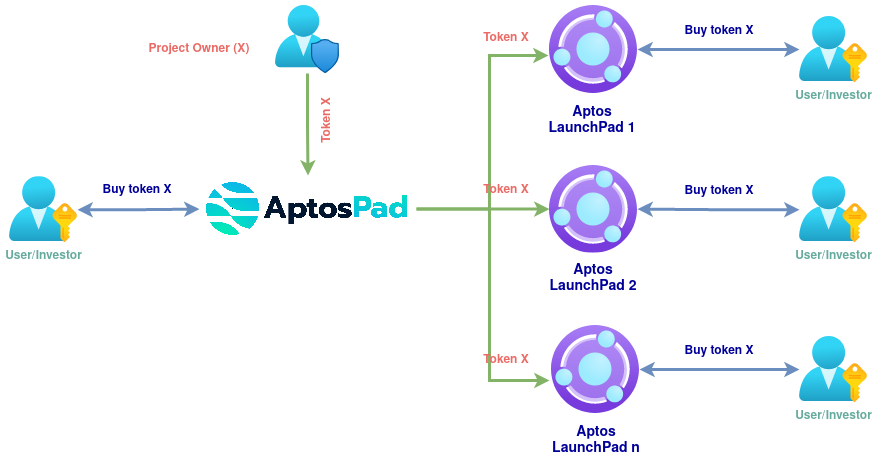 Project Owner (X)
Token X
Buy token X
User/Investor
AptosPad
Token X
Aptos
LaunchPad 1
Buy token X
User/Investor
Token X
Aptos
LaunchPad 2
Buy token X
User/Investor
Token X
Aptos
LaunchPad n
Buy token X
User/Investor